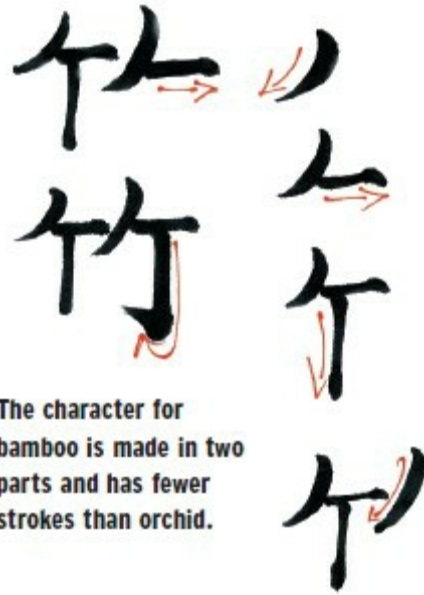 竹
The character for
bamboo is made in two
parts and has fewer
strokes than orchid.